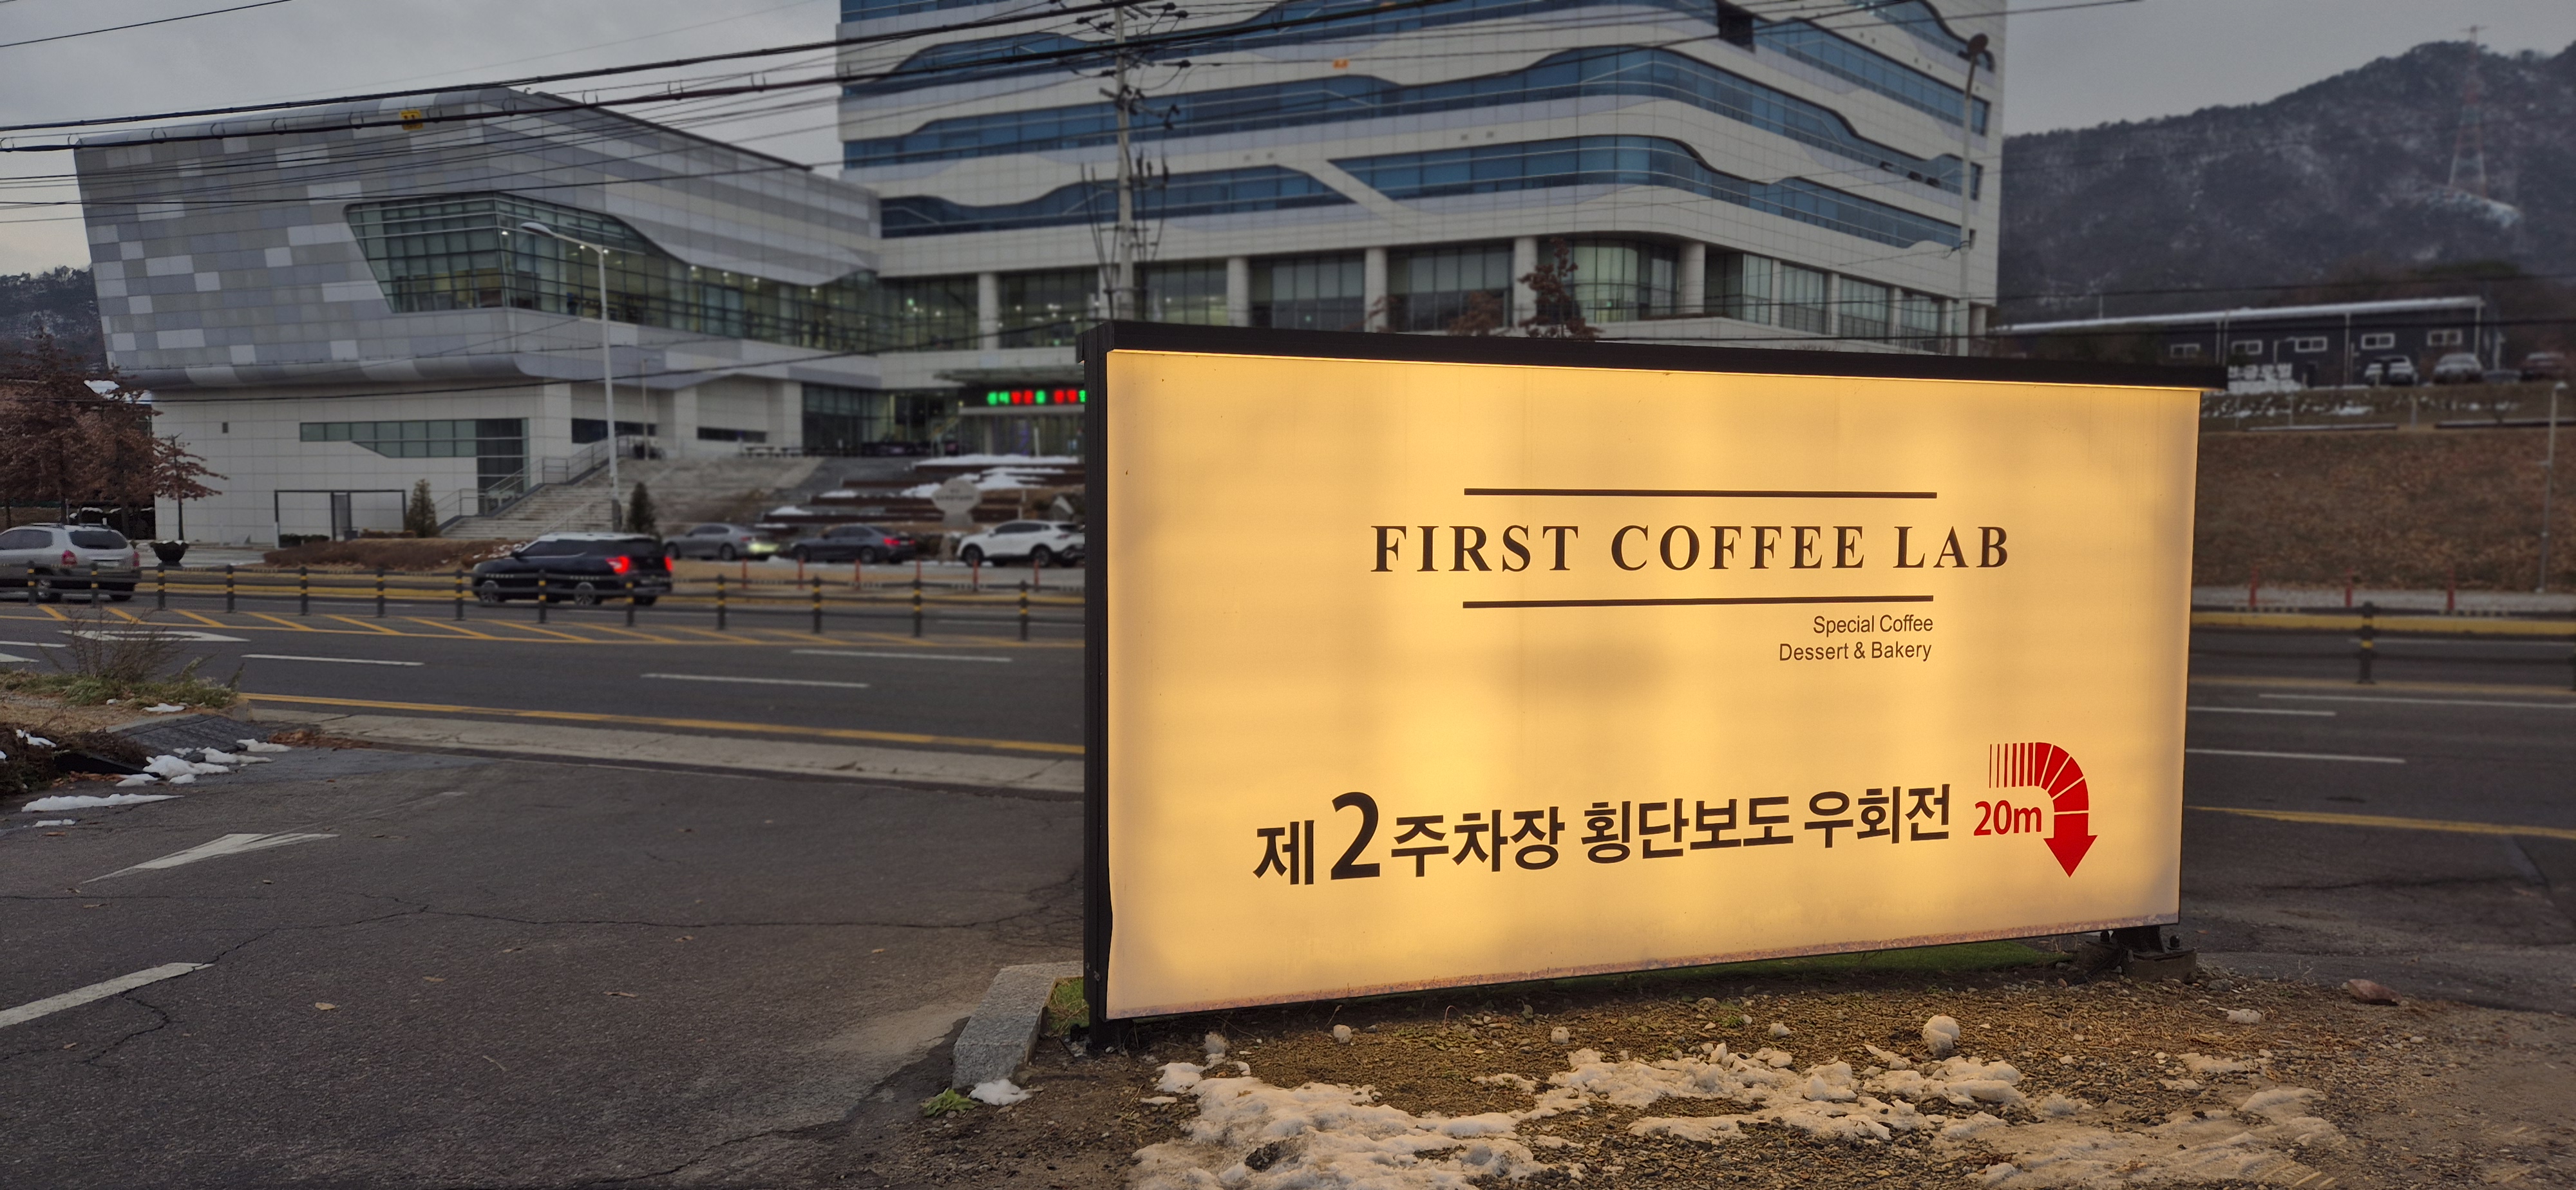 FIRST COFFEE LAB
Special Coffee
Dessert & Bakery
제2주차장 횡단보도 우회전
20m